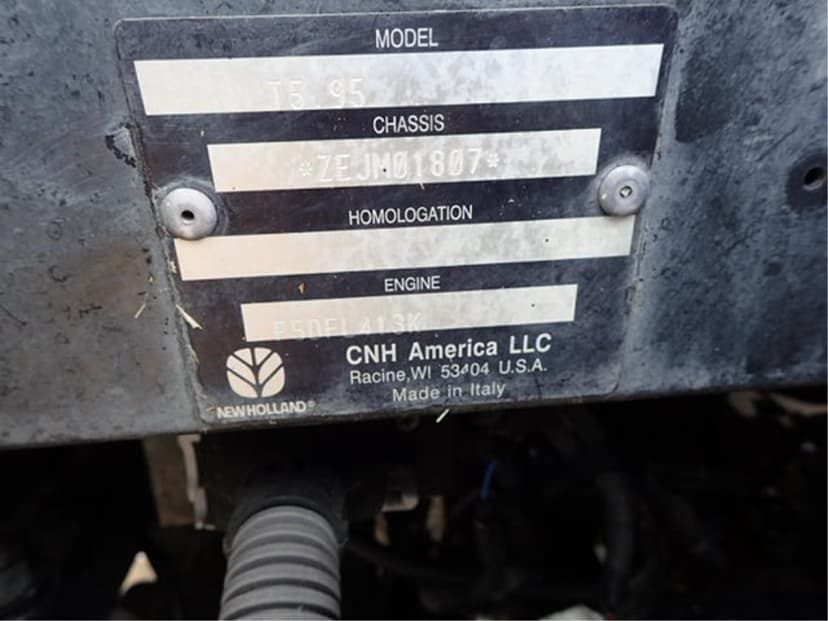 MODEL
T5.95
CHASSIS
*ZEJM01807*
HOMOLOGATION
ENGINE
F5DFL413K
CNH America LLC
Racine, WI 53404 U.S.A.
Made in Italy
NEW HOLLAND®